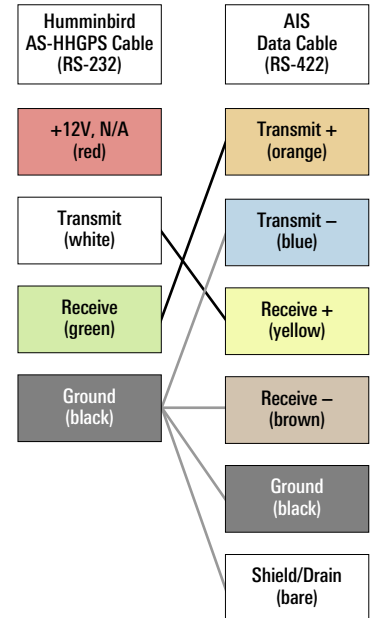 Humminbird
AS-HHGPS Cable
(RS-232)
AIS
Data Cable
(RS-422)
+12V, N/A
(red)
Transmit +
(orange)
Transmit
(white)
Transmit –
(blue)
Receive
(green)
Receive +
(yellow)
Ground
(black)
Receive –
(brown)
Ground
(black)
Shield/Drain
(bare)